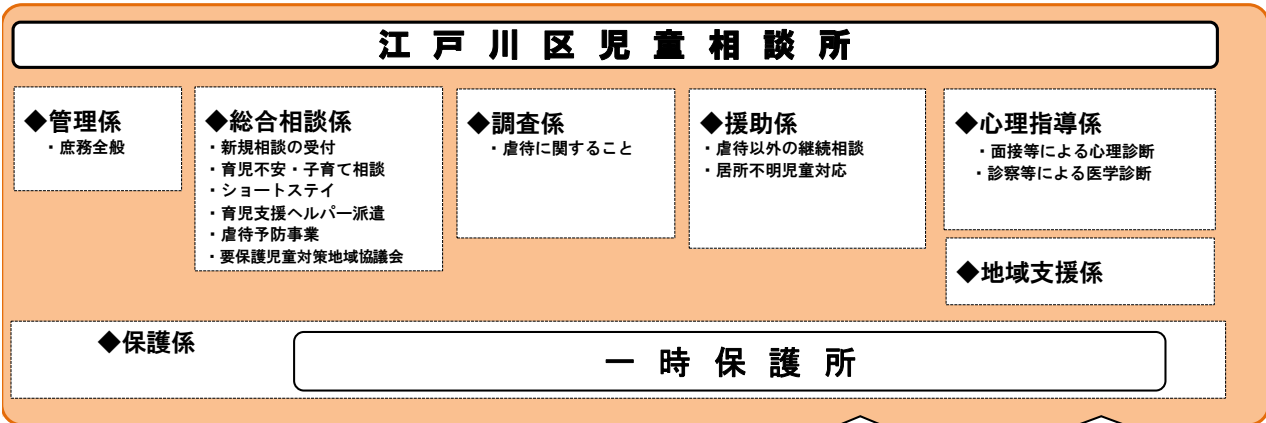 江戸川区児童相談所
◆管理係
・庶務全般
◆総合相談係
・新規相談の受付
・育児不安・子育て相談
・ショートステイ
・育児支援ヘルパー派遣
・虐待予防事業
・要保護児童対策地域協議会
◆調査係
・虐待に関すること
◆援助係
・虐待以外の継続相談
・居所不明児童対応
◆心理指導係
・面接等による心理診断
・診察等による医学診断
◆地域支援係
◆保護係
一時保護所